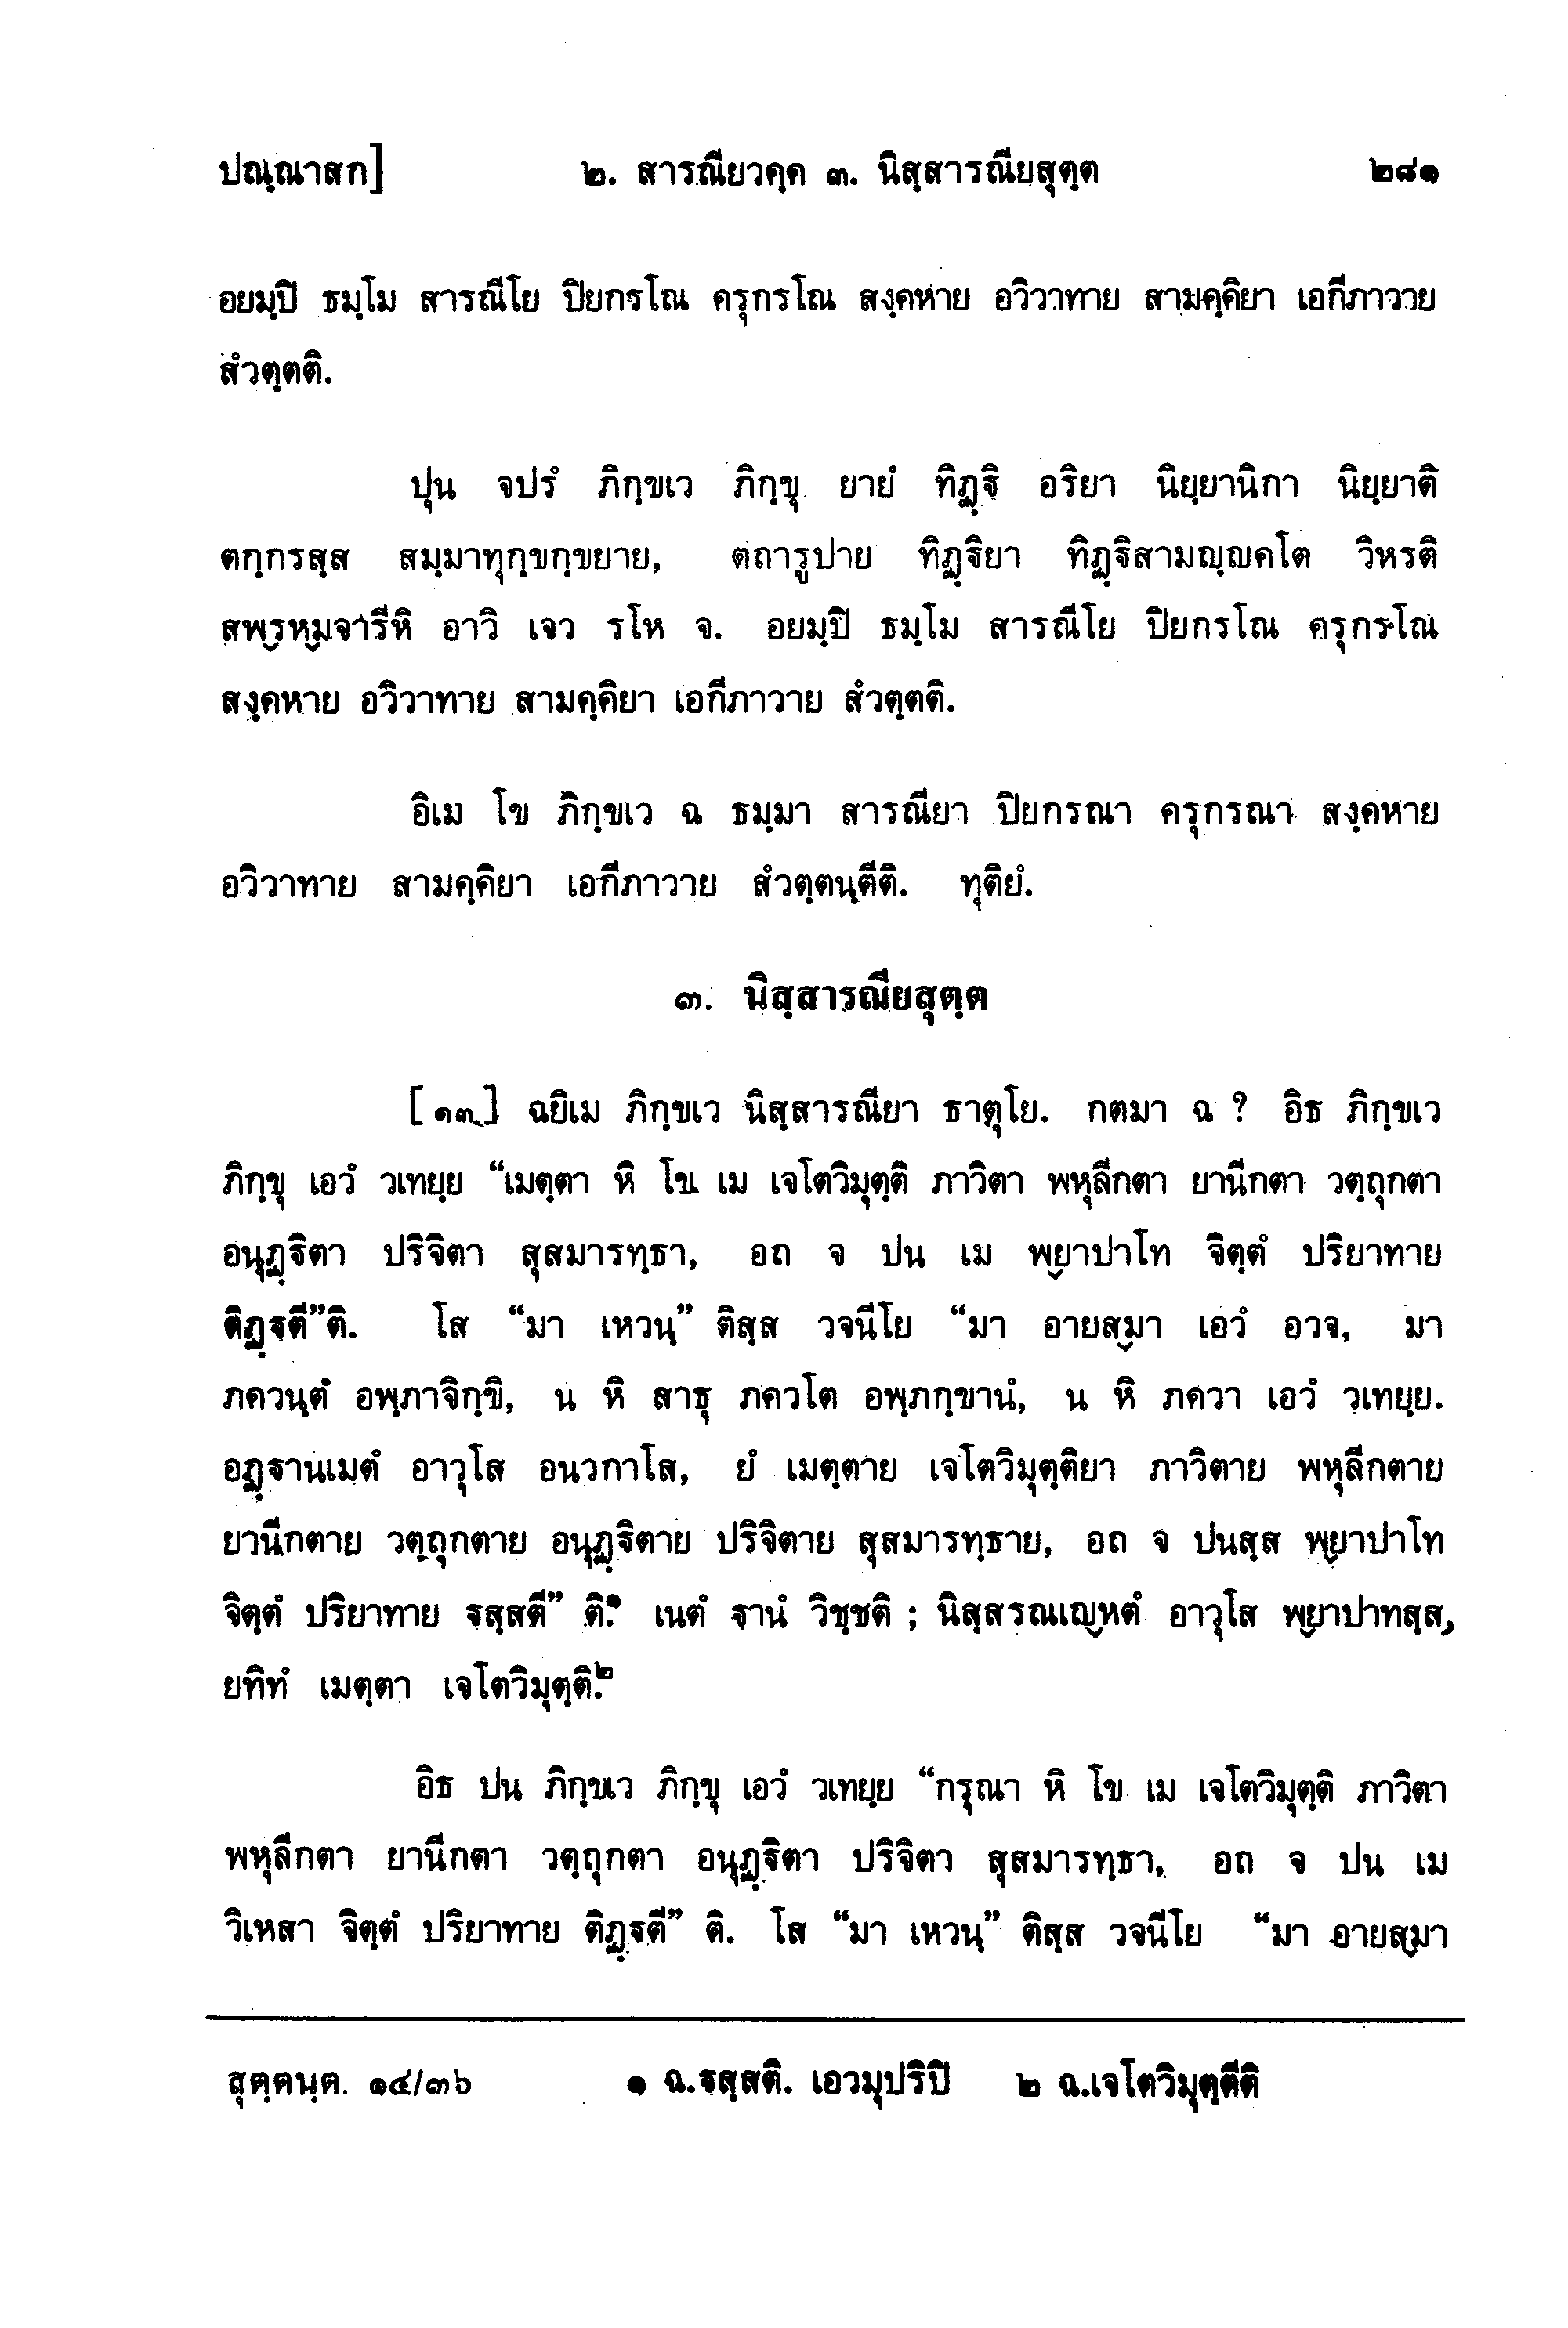 ปณฺณาสก] ๒. สารณียวคฺค ๓. นิสฺสารณียสุตฺต ๒๘๑
อยมฺปิ ธมฺโม สารณีโย ปิยกรโณ ครุกรโณ สงฺคหาย อวิวาทาย สามคฺคิยา เอกีภาวาย
สํวตฺตติ.
ปุน จปรํ ภิกฺขเว ภิกฺขุ ยายํ ทิฏฺฐิ อริยา นิยฺยานิกา นิยฺยาติ
ตกฺกรสฺส สมฺมาทุกฺขกฺขยาย, ตถารูปาย ทิฏฺฐิยา ทิฏฺฐิสามญฺญคโต วิหรติ
สพฺรหฺมจารีหิ อาวิ เจว รโห จ. อยมฺปิ ธมฺโม สารณีโย ปิยกรโณ ครุกรโณ
สงฺคหาย อวิวาทาย สามคฺคิยา เอกีภาวาย สํวตฺตติ.
อิเม โข ภิกฺขเว ฉ ธมฺมา สารณียา ปิยกรณา ครุกรณา สงฺคหาย
อวิวาทาย สามคฺคิยา เอกีภาวาย สํวตฺตนฺตีติ. ทุติยํ.
๓. นิสฺสารณียสุตฺต
[๑๓] ฉยิเม ภิกฺขเว นิสฺสารณียา ธาตุโย. กตมา ฉ ? อิธ ภิกฺขเว
ภิกฺขุ เอวํ วเทยฺย “เมตฺตา หิ โข เม เจโตวิมุตฺติ ภาวิตา พหุลีกตา ยานีกตา วตฺถุกตา
อนุฏฺฐิตา ปริจิตา สุสมารทฺธา, อถ จ ปน เม พฺยาปาโท จิตฺตํ ปริยาทาย
ติฏฺฐตี”ติ. โส “มา เหวนฺ” ติสฺส วจนีโย “มา อายสฺมา เอวํ อวจ, มา
ภควนฺตํ อพฺภาจิกฺขิ, น หิ สาธุ ภควโต อพฺภกฺขานํ, น หิ ภควา เอวํ วเทยฺย.
อฏฺฐานเมตํ อาวุโส อนวกาโส, ยํ เมตฺตาย เจโตวิมุตฺติยา ภาวิตาย พหุลีกตาย
ยานีกตาย วตฺถุกตาย อนุฏฺฐิตาย ปริจิตาย สุสมารทฺธาย, อถ จ ปนสฺส พฺยาปาโท
จิตฺตํ ปริยาทาย ฐสฺสตี” ติ.๑ เนตํ ฐานํ วิชฺชติ ; นิสฺสรณเญฺหตํ อาวุโส พฺยาปาทสฺส,
ยทิทํ เมตฺตา เจโตวิมุตฺติ.๒
อิธ ปน ภิกฺขเว ภิกฺขุ เอวํ วเทยฺย “กรุณา หิ โข เม เจโตวิมุตฺติ ภาวิตา
พหุลีกตา ยานีกตา วตฺถุกตา อนุฏฺฐิตา ปริจิตา สุสมารทฺธา, อถ จ ปน เม
วิเหสา จิตฺตํ ปริยาทาย ติฏฺฐตี” ติ. โส “มา เหวนฺ” ติสฺส วจนีโย “มา อายสฺมา
สุตฺตนฺต. ๑๔/๓๖ ๑ ฉ.ฐสฺสติ. เอวมุปริปิ ๒ ฉ.เจโตวิมุตฺตีติ